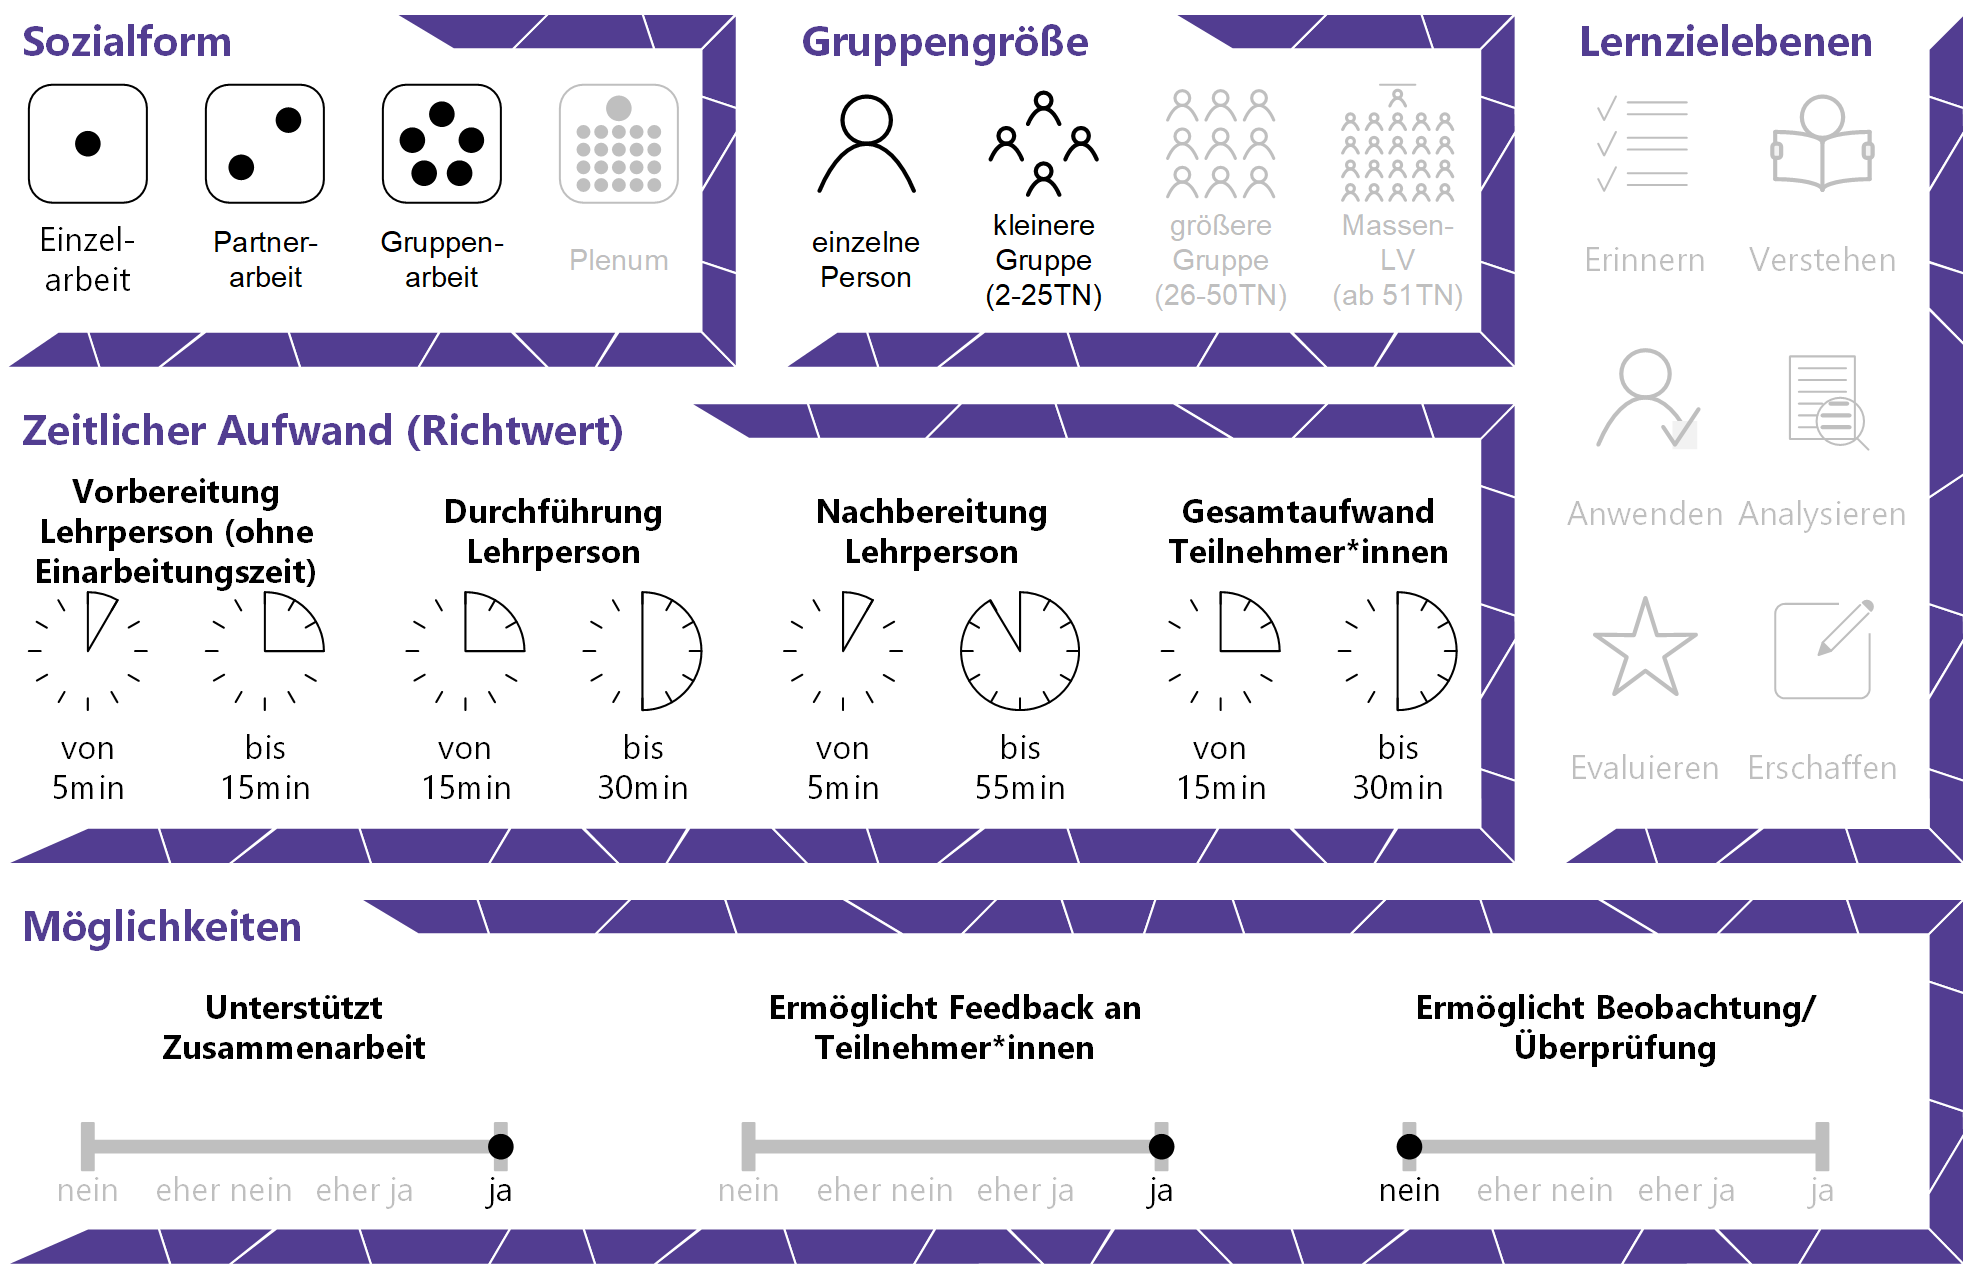 Sozialform
Einzel-
arbeit
Partner-
arbeit
Gruppen-
arbeit
Plenum
Gruppengröße
einzelne
Person
kleinere
Gruppe
(2-25TN)
größere
Gruppe
(26-50TN)
Massen-
LV
(ab 51TN)
Lernzielebenen
Erinnern
Verstehen
Anwenden
Analysieren
Evaluieren
Erschaffen
Zeitlicher Aufwand (Richtwert)
Vorbereitung
Lehrperson (ohne
Einarbeitungszeit)
von
5min
bis
15min
Durchführung
Lehrperson
von
15min
bis
30min
Nachbereitung
Lehrperson
von
5min
bis
55min
Gesamtaufwand
Teilnehmer*innen
von
15min
bis
30min
Möglichkeiten
Unterstützt
Zusammenarbeit
nein eher nein eher ja ja
Ermöglicht Feedback an
Teilnehmer*innen
nein eher nein eher ja ja
Ermöglicht Beobachtung/
Überprüfung
nein eher nein eher ja ja